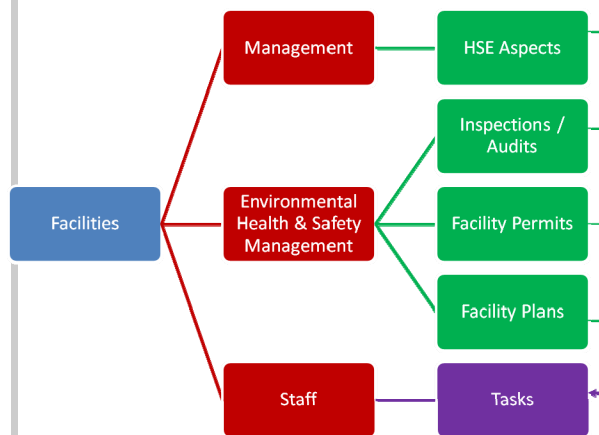 Management
HSE Aspects
Inspections /
Audits
Facilities
Environmental
Health & Safety
Management
Facility Permits
Facility Plans
Staff
Tasks